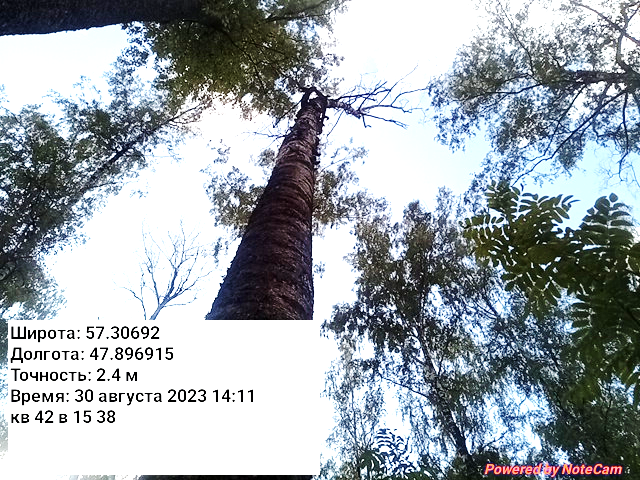 Широта: 57.30692
Долгота: 47.896915
Точность: 2.4 м
Время: 30 августа 2023 14:11
кв 42 в 15 38
Powered by NoteCam